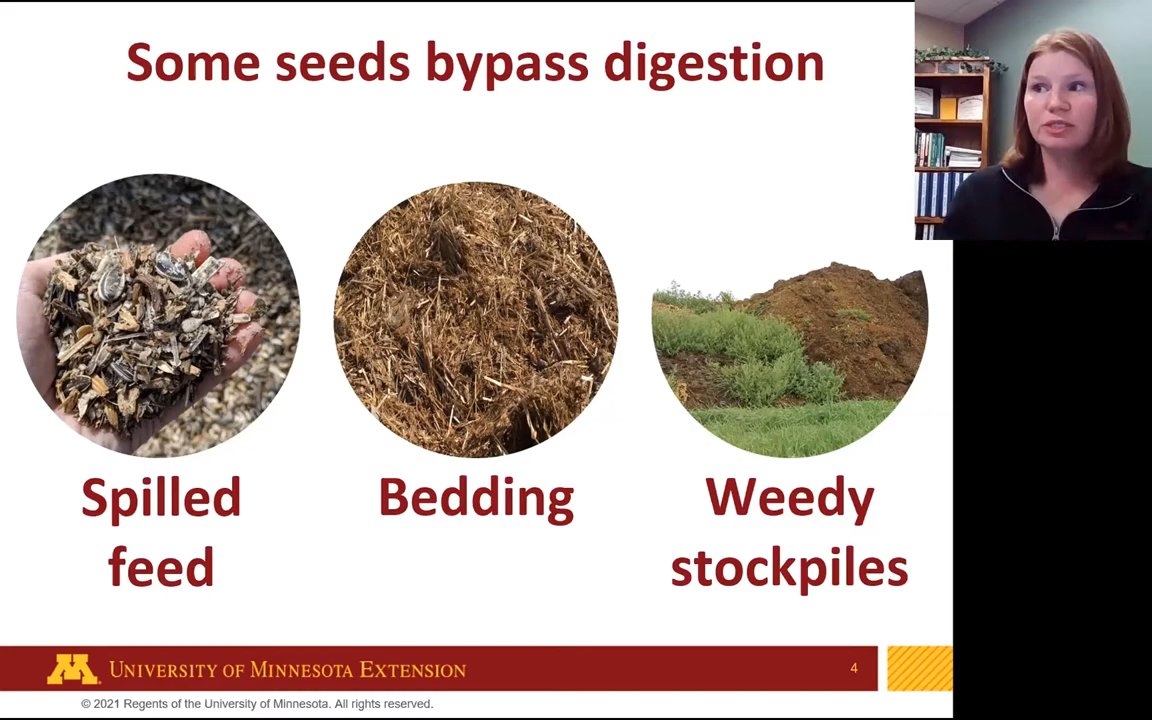 Some seeds bypass digestion
Spilled
feed
Bedding
Weedy
stockpiles
M UNIVERSITY OF MINNESOTA EXTENSION
4
© 2021 Regents of the University of Minnesota. All rights reserved.